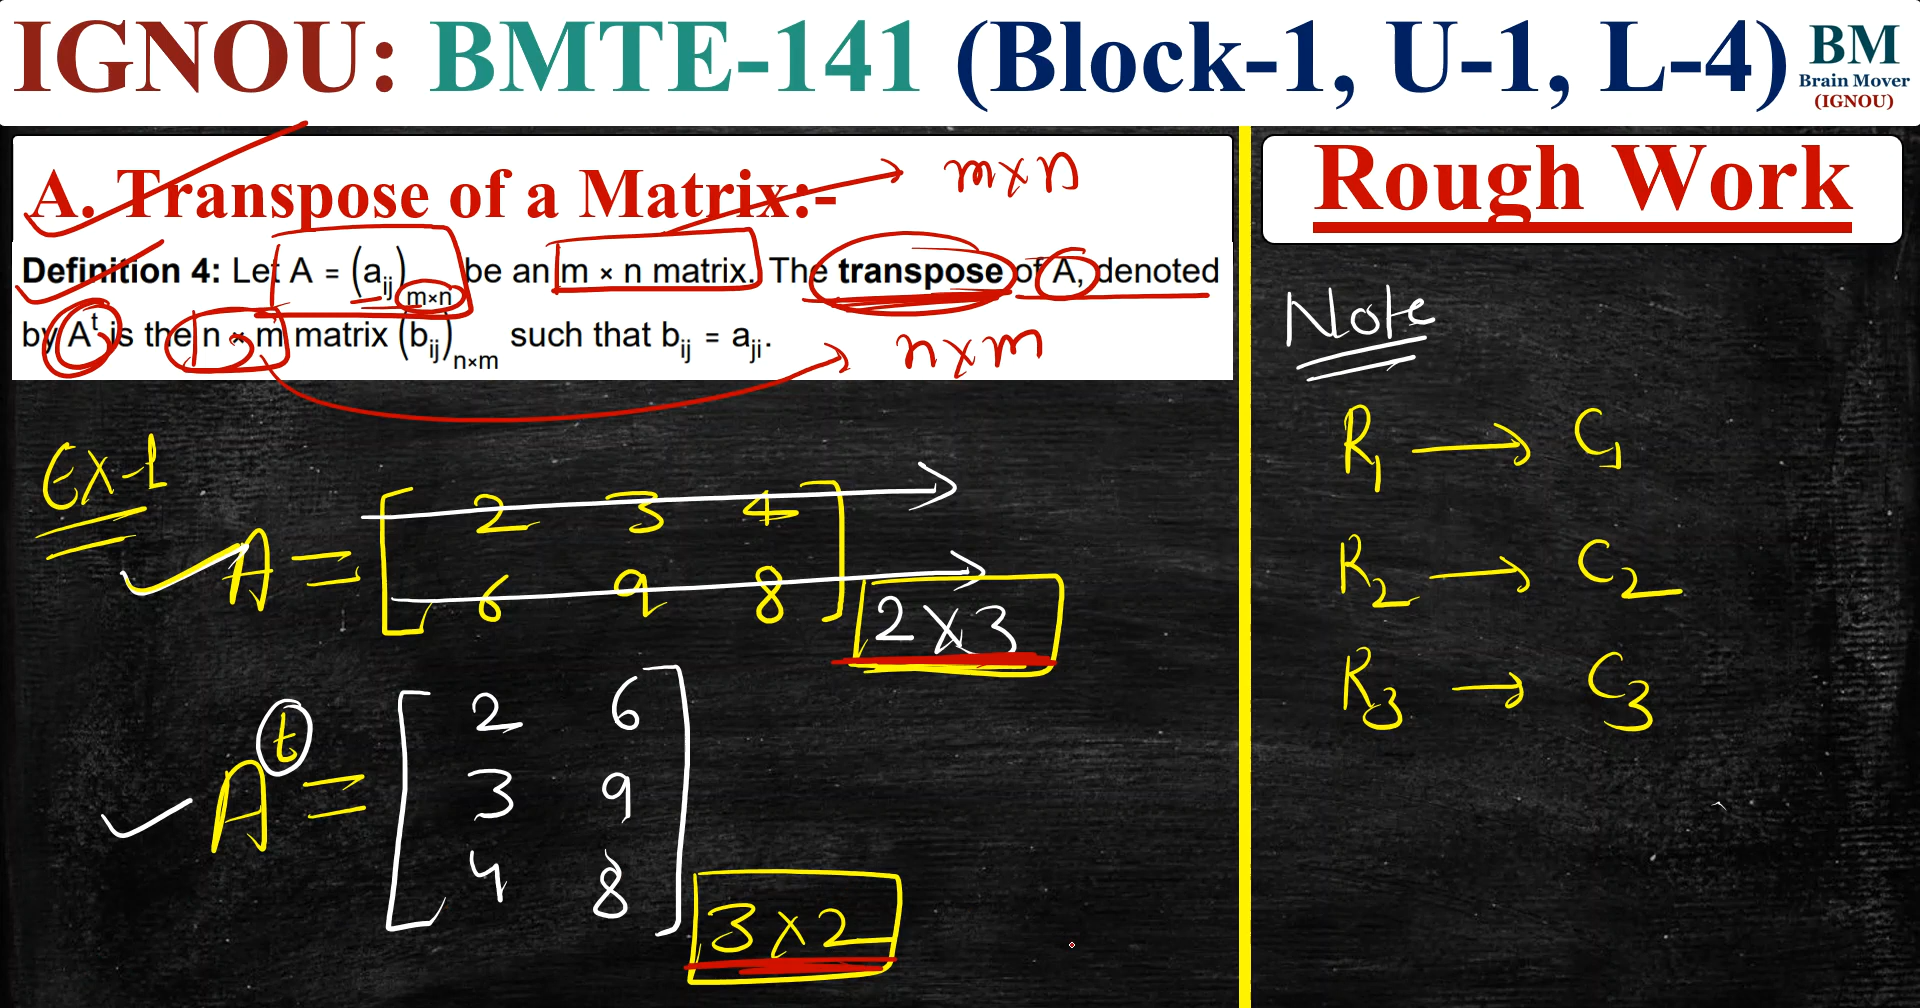 IGNOU: BMTE-141 (Block-1, U-1, L-4)
BM
Brain Mover
(IGNOU)
A. Transpose of a Matrix:-
m×n
Definition 4: Let A = (aij)m×n be an m × n matrix. The transpose of A, denoted
by Aᵗ, is the n × m matrix (bij)n×m such that bij = aji.
n×m
Ex-1
A = [ 2 3 4
6 9 8 ] 2×3
Aᵗ = [ 2 6
3 9
4 8 ] 3×2
Rough Work
Note
R₁ → C₁
R₂ → C₂
R₃ → C₃